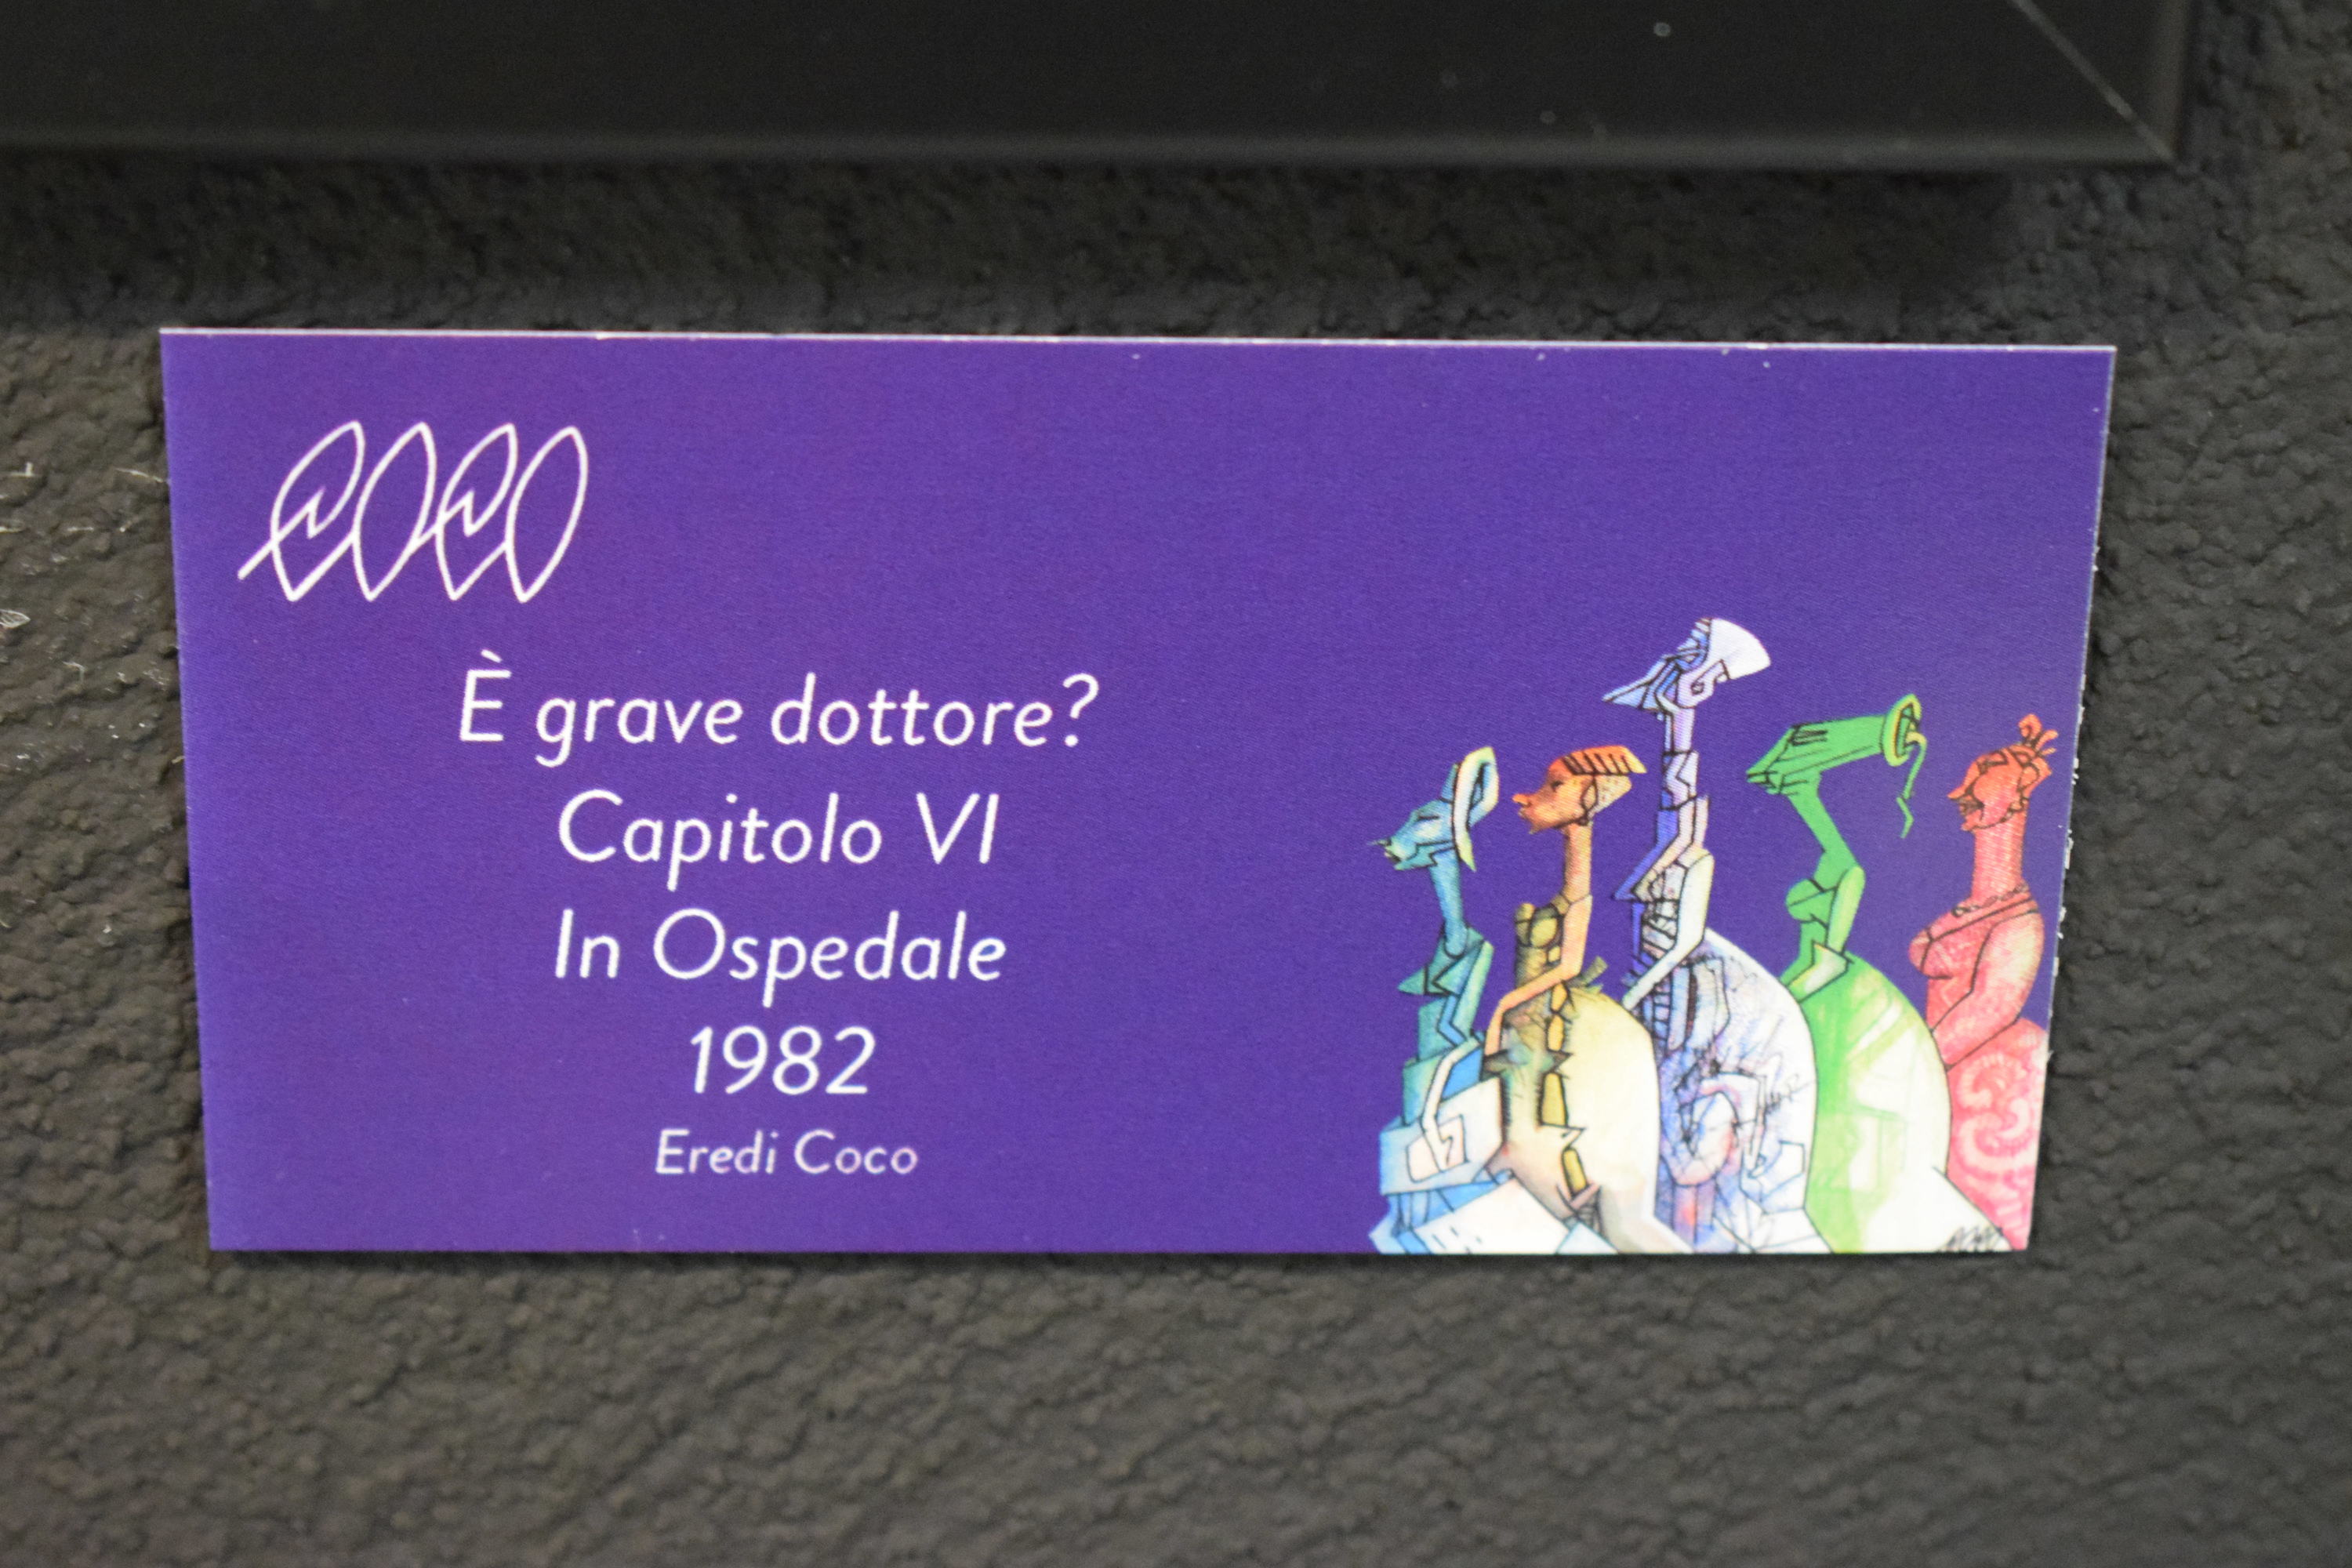 COCO
È grave dottore?
Capitolo VI
In Ospedale
1982
Eredi Coco